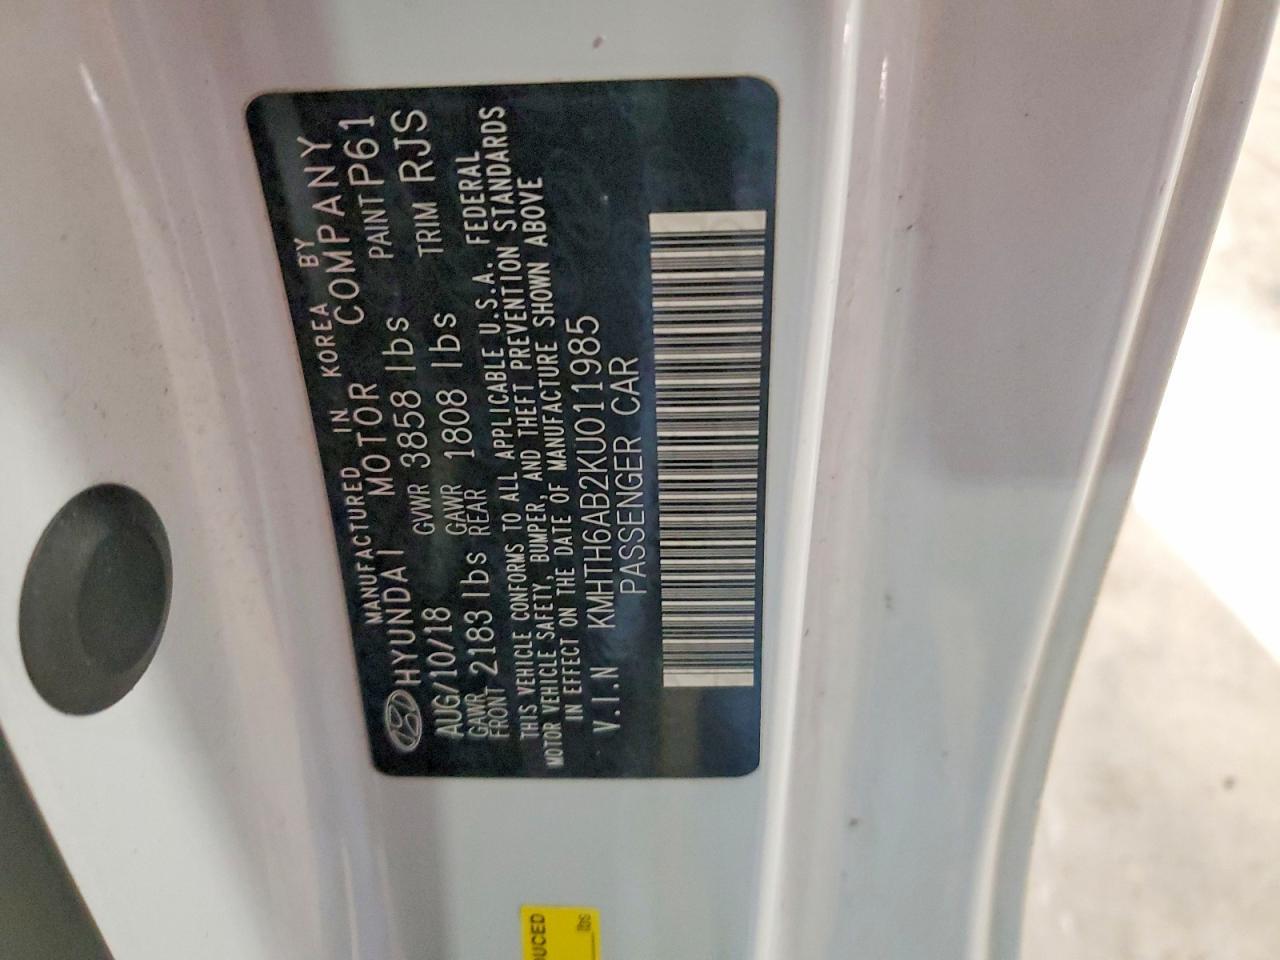 MANUFACTURED IN KOREA BY
HYUNDAI MOTOR COMPANY
AUG/10/18 GVWR 3858 lbs PAINT P61
GAWR FRONT 2183 lbs GAWR REAR 1808 lbs TRIM RJS
THIS VEHICLE CONFORMS TO ALL APPLICABLE U.S.A. FEDERAL
MOTOR VEHICLE SAFETY, BUMPER, AND THEFT PREVENTION STANDARDS
IN EFFECT ON THE DATE OF MANUFACTURE SHOWN ABOVE
V.I.N KMHTH6AB2KU011985
PASSENGER CAR
UCED
lbs